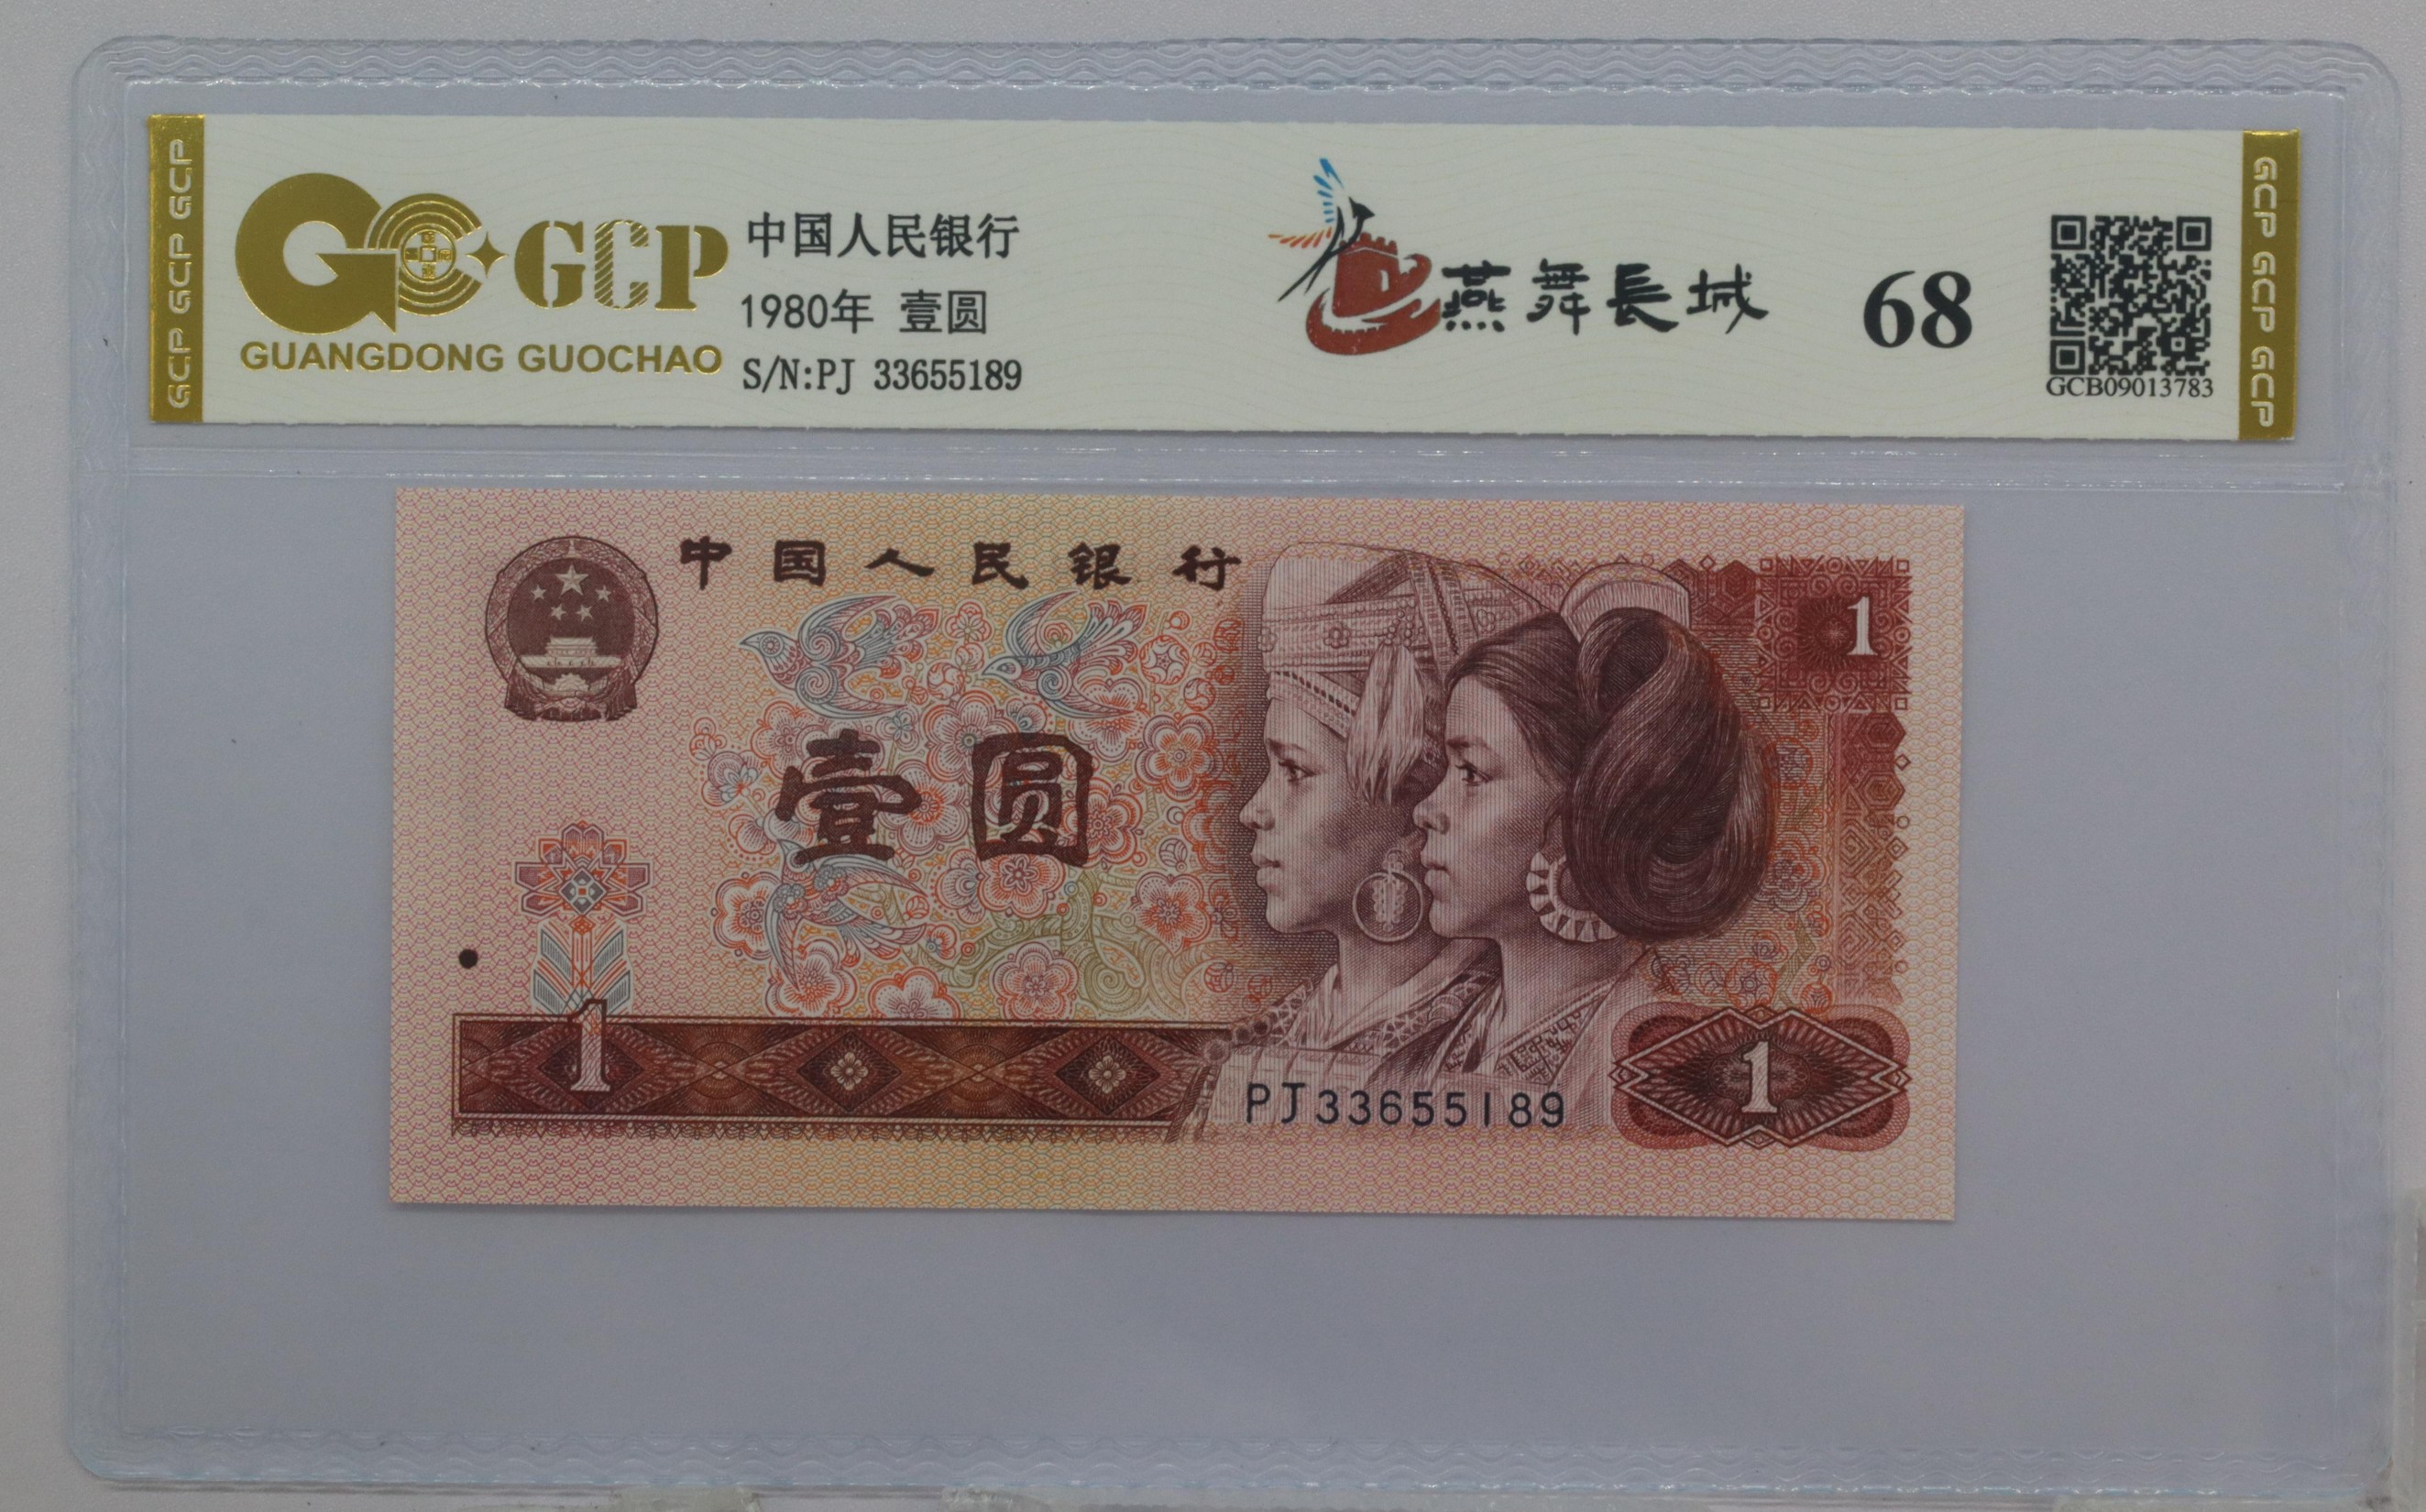 GCP GCP GCP
GCP
GUANGDONG GUOCHAO
中国人民银行
1980年 壹圆
S/N:PJ 33655189
燕舞長城
68
GCB09013783
GCP GCP GCP
中国人民银行
1
壹圆
1
PJ33655189
1